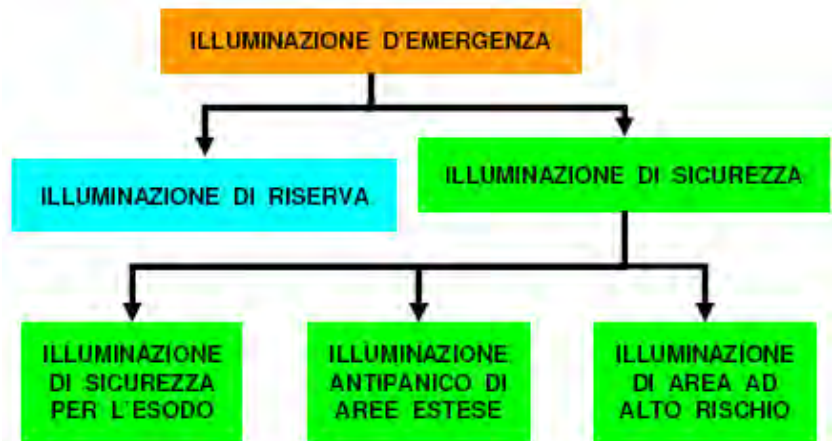 ILLUMINAZIONE D'EMERGENZA
ILLUMINAZIONE DI RISERVA
ILLUMINAZIONE DI SICUREZZA
ILLUMINAZIONE
DI SICUREZZA
PER L'ESODO
ILLUMINAZIONE
ANTIPANICO DI
AREE ESTESE
ILLUMINAZIONE
DI AREA AD
ALTO RISCHIO